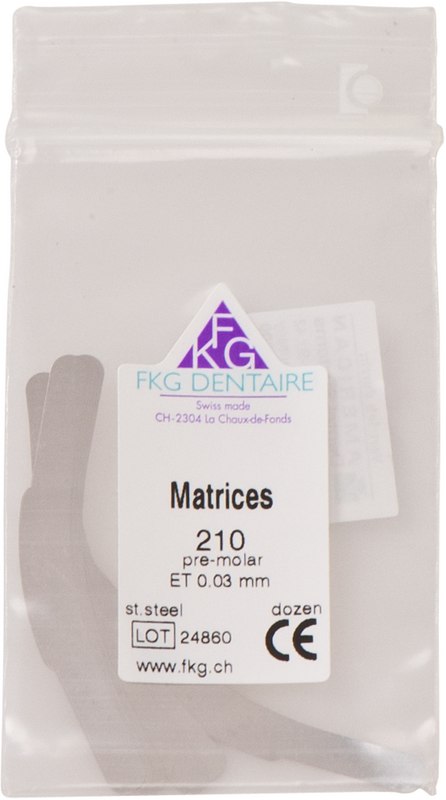 FKG
FKG DENTAIRE
Swiss made
CH-2304 La Chaux-de-Fonds
Matrices
210
pre-molar
ET 0.03 mm
st.steel dozen
LOT 24860 CE
www.fkg.ch